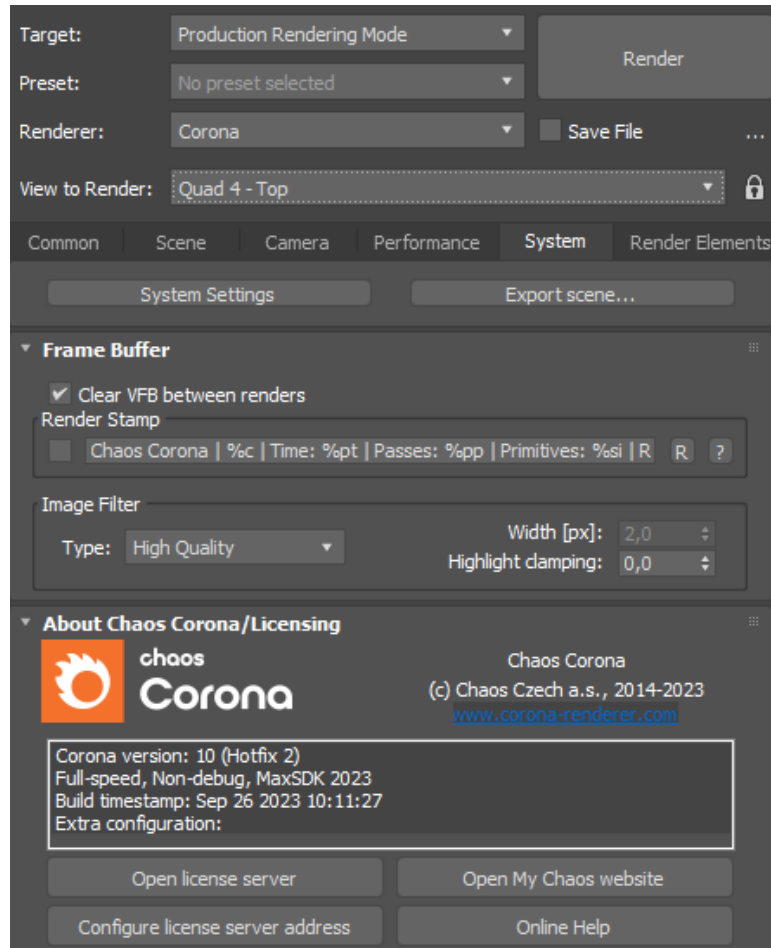 Target: Production Rendering Mode
Render
Preset: No preset selected
Renderer: Corona
Save File ...
View to Render: Quad 4 - Top
Common Scene Camera Performance System Render Elements
System Settings Export scene...
Frame Buffer
Clear VFB between renders
Render Stamp
Chaos Corona | %c | Time: %pt | Passes: %pp | Primitives: %si | R R ?
Image Filter
Type: High Quality
Width [px]: 2,0
Highlight clamping: 0,0
About Chaos Corona/Licensing
chaos
Corona
Chaos Corona
(c) Chaos Czech a.s., 2014-2023
www.corona-renderer.com
Corona version: 10 (Hotfix 2)
Full-speed, Non-debug, MaxSDK 2023
Build timestamp: Sep 26 2023 10:11:27
Extra configuration:
Open license server Open My Chaos website
Configure license server address Online Help